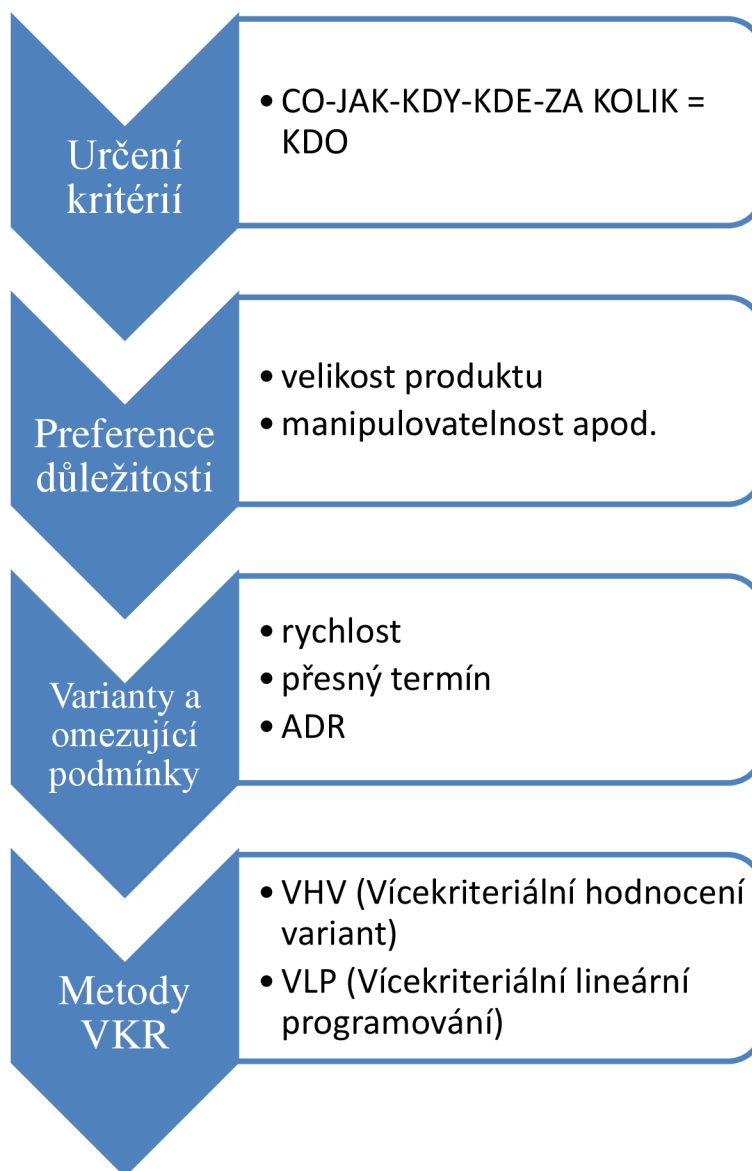 Určení
kritérií
• CO-JAK-KDY-KDE-ZA KOLIK =
KDO
Preference
důležitosti
• velikost produktu
• manipulovatelnost apod.
Varianty a
omezující
podmínky
• rychlost
• přesný termín
• ADR
Metody
VKR
• VHV (Vícekriteriální hodnocení
variant)
• VLP (Vícekriteriální lineární
programování)